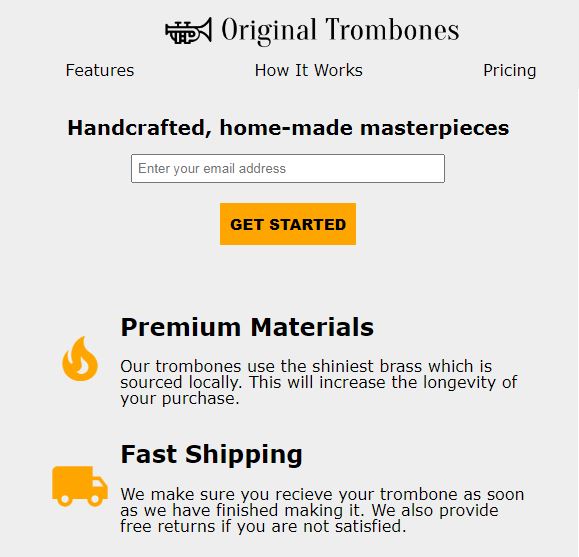 Original Trombones
Features How It Works Pricing
Handcrafted, home-made masterpieces
Enter your email address
GET STARTED
Premium Materials
Our trombones use the shiniest brass which is
sourced locally. This will increase the longevity of
your purchase.
Fast Shipping
We make sure you recieve your trombone as soon
as we have finished making it. We also provide
free returns if you are not satisfied.